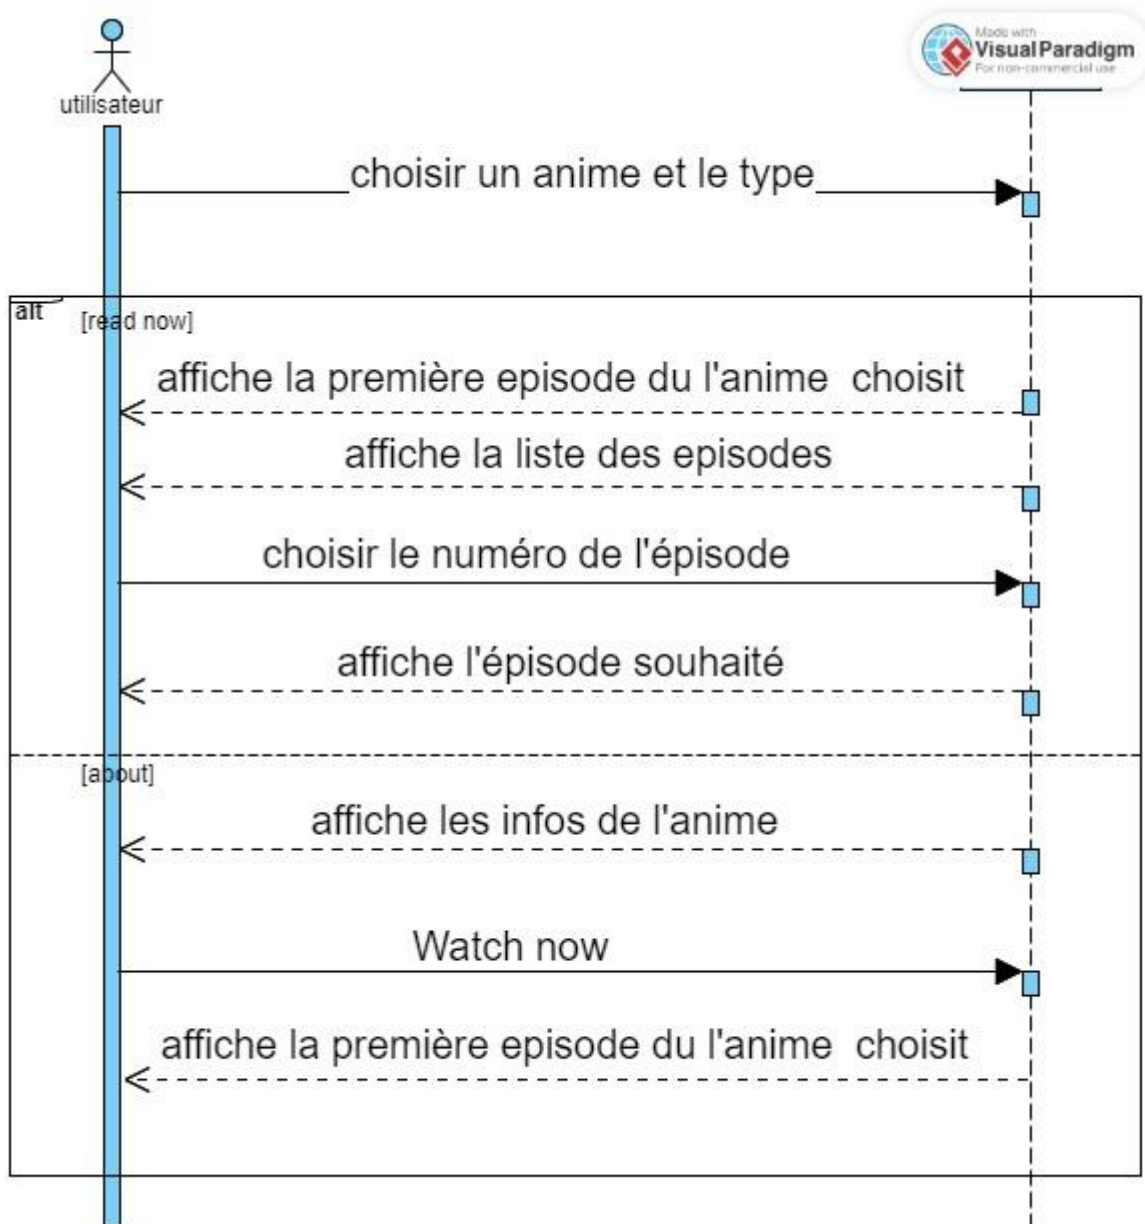 Made with
Visual Paradigm
For non-commercial use
utilisateur
choisir un anime et le type
alt
[read now]
affiche la première episode du l'anime choisit
affiche la liste des episodes
choisir le numéro de l'épisode
affiche l'épisode souhaité
[about]
affiche les infos de l'anime
Watch now
affiche la première episode du l'anime choisit